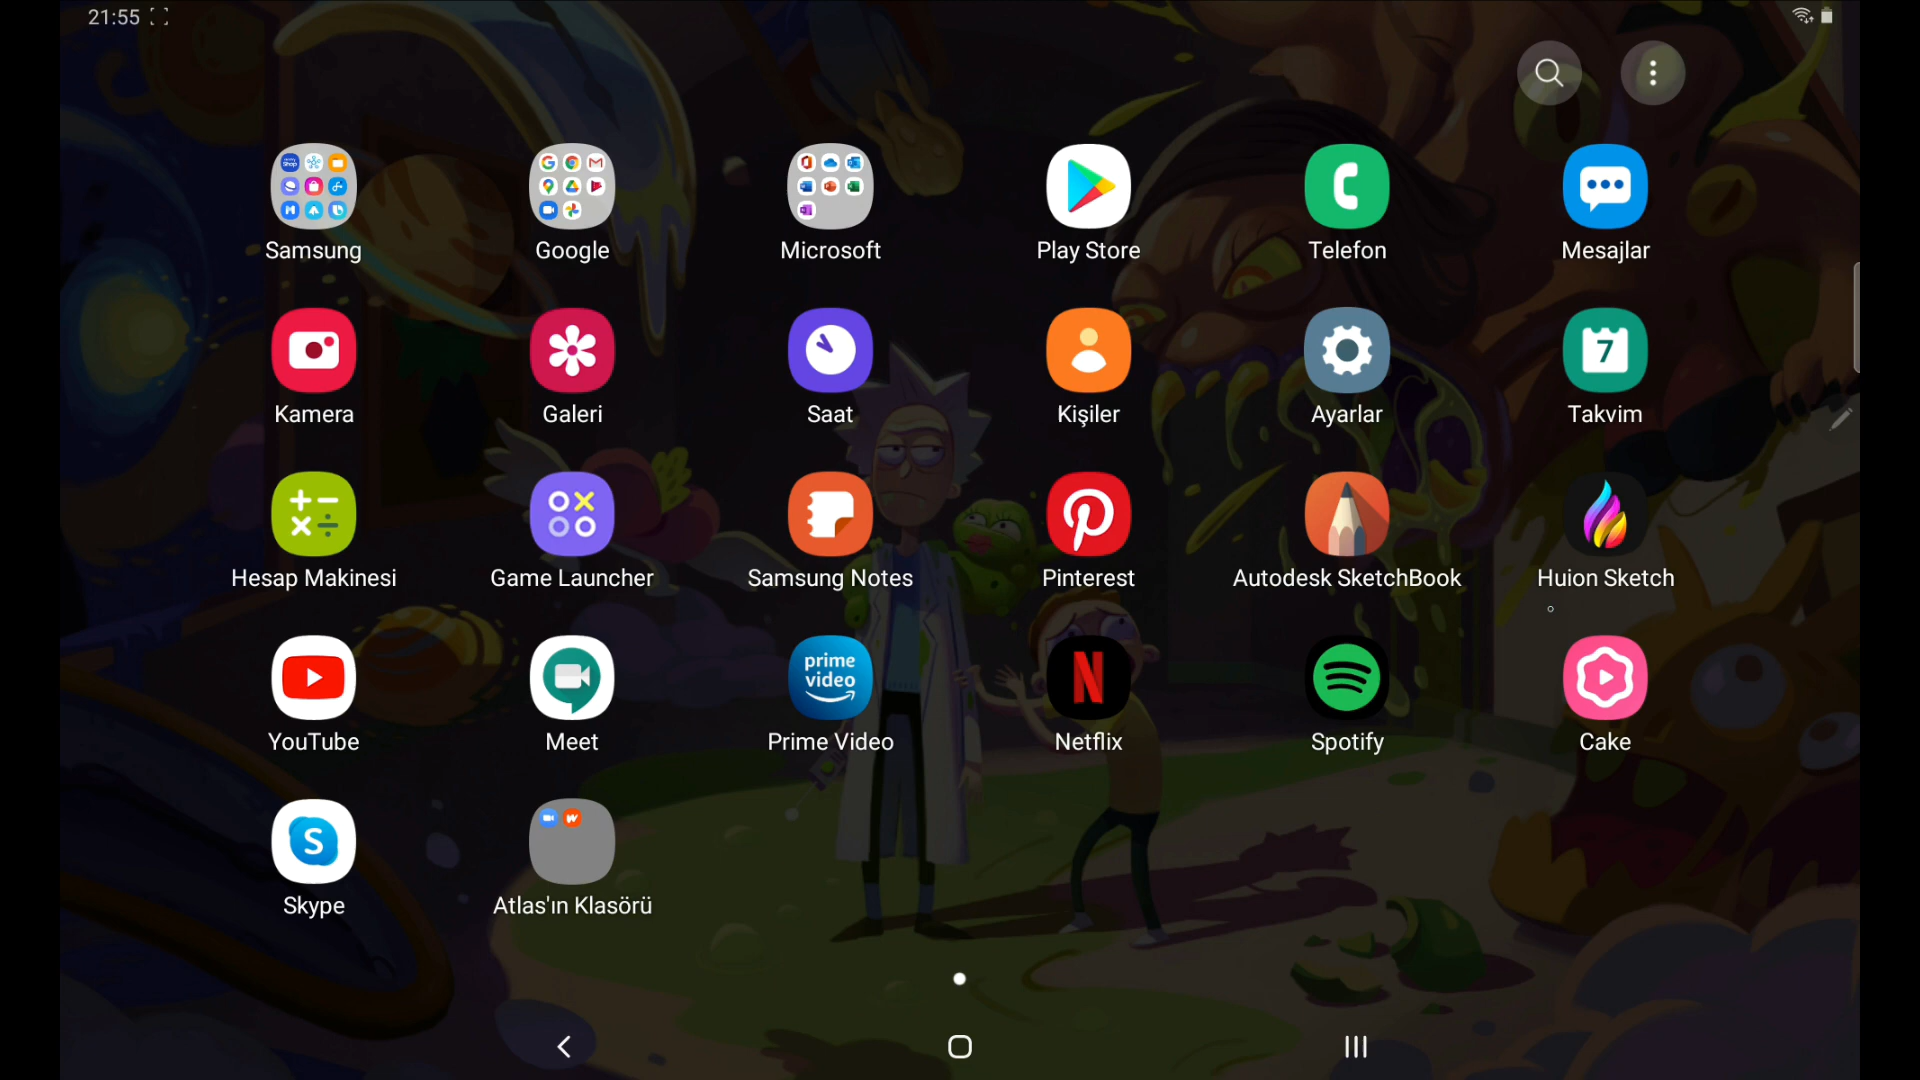 21:55
Samsung
Google
Microsoft
Play Store
Telefon
Mesajlar
Kamera
Galeri
Saat
Kişiler
Ayarlar
7
Takvim
Hesap Makinesi
Game Launcher
Samsung Notes
Pinterest
Autodesk SketchBook
Huion Sketch
YouTube
Meet
prime
video
Prime Video
N
Netflix
Spotify
Cake
S
Skype
Atlas'ın Klasörü